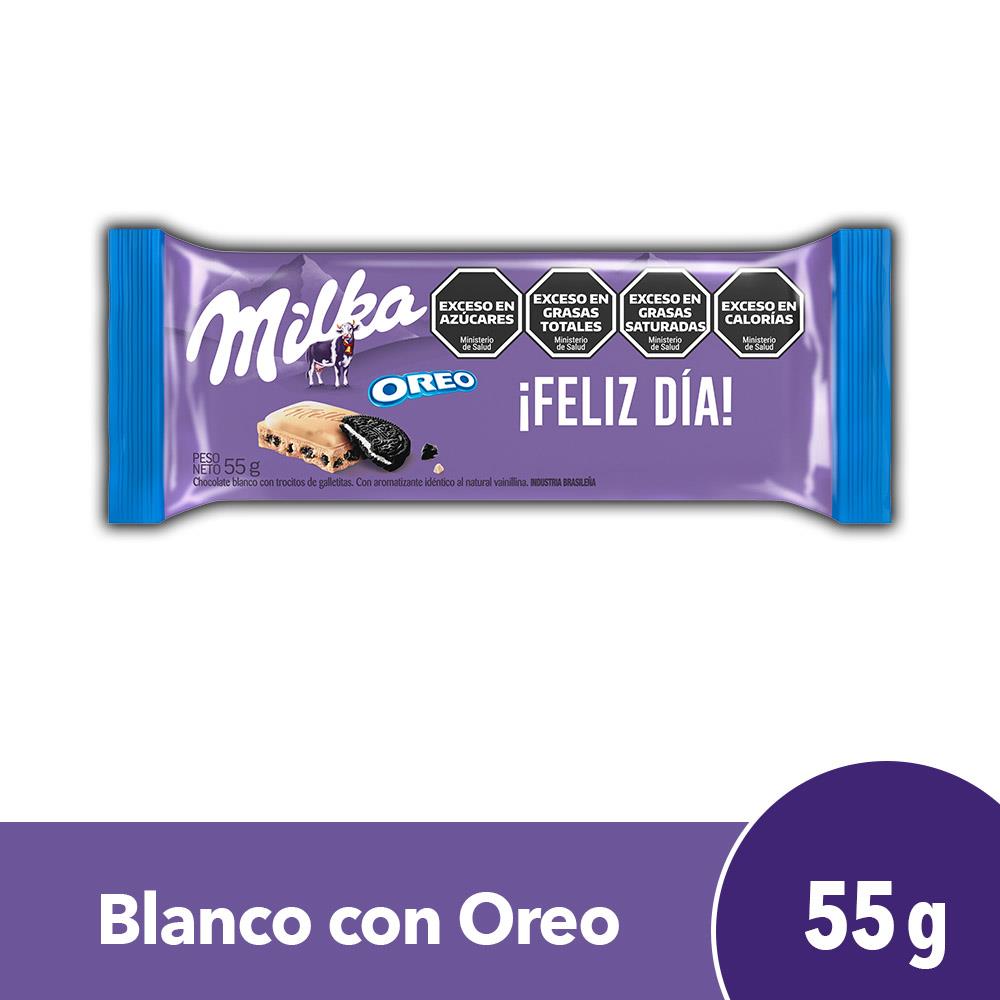 Milka
EXCESO EN
AZÚCARES
Ministerio
de Salud
EXCESO EN
GRASAS
TOTALES
Ministerio
de Salud
EXCESO EN
GRASAS
SATURADAS
Ministerio
de Salud
EXCESO EN
CALORÍAS
Ministerio
de Salud
OREO
¡FELIZ DÍA!
PESO
NETO 55 g
Chocolate blanco con trocitos de galletitas. Con aromatizante idéntico al natural vainillina. INDUSTRIA BRASILEÑA
Blanco con Oreo
55 g